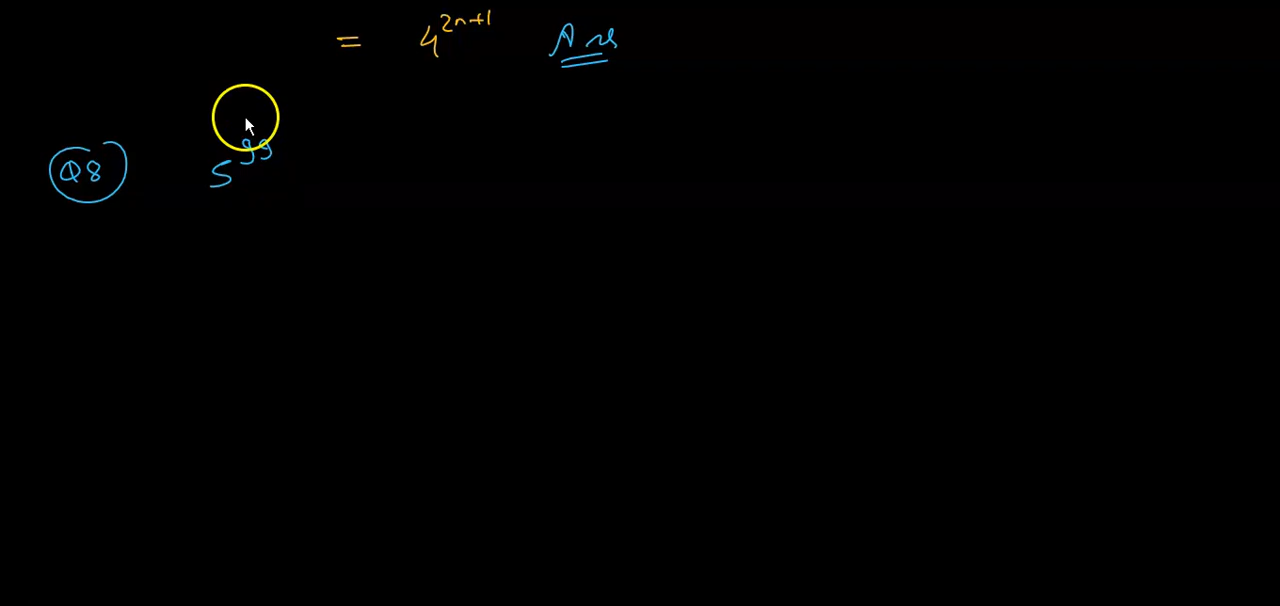 = 4^{2n+1} Ans
Q8 5^{99}